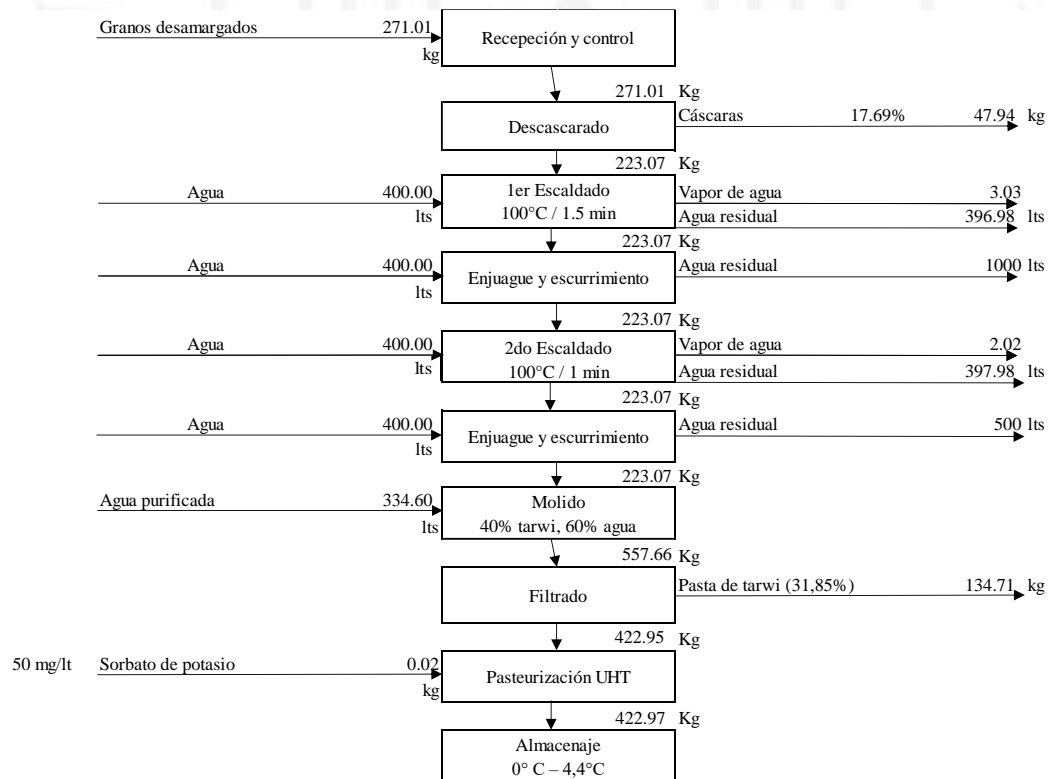 Granos desamargados 271.01 kg
Recepeción y control
271.01 Kg
Descascarado
Cáscaras 17.69% 47.94 kg
223.07 Kg
Agua 400.00 lts
1er Escaldado
100°C / 1.5 min
Vapor de agua 3.03
Agua residual 396.98 lts
223.07 Kg
Agua 400.00 lts
Enjuague y escurrimiento
Agua residual 1000 lts
223.07 Kg
Agua 400.00 lts
2do Escaldado
100°C / 1 min
Vapor de agua 2.02
Agua residual 397.98 lts
223.07 Kg
Agua 400.00 lts
Enjuague y escurrimiento
Agua residual 500 lts
223.07 Kg
Agua purificada 334.60 lts
Molido
40% tarwi, 60% agua
557.66 Kg
Filtrado
Pasta de tarwi (31,85%) 134.71 kg
422.95 Kg
50 mg/lt Sorbato de potasio 0.02 kg
Pasteurización UHT
422.97 Kg
Almacenaje
0° C – 4,4°C